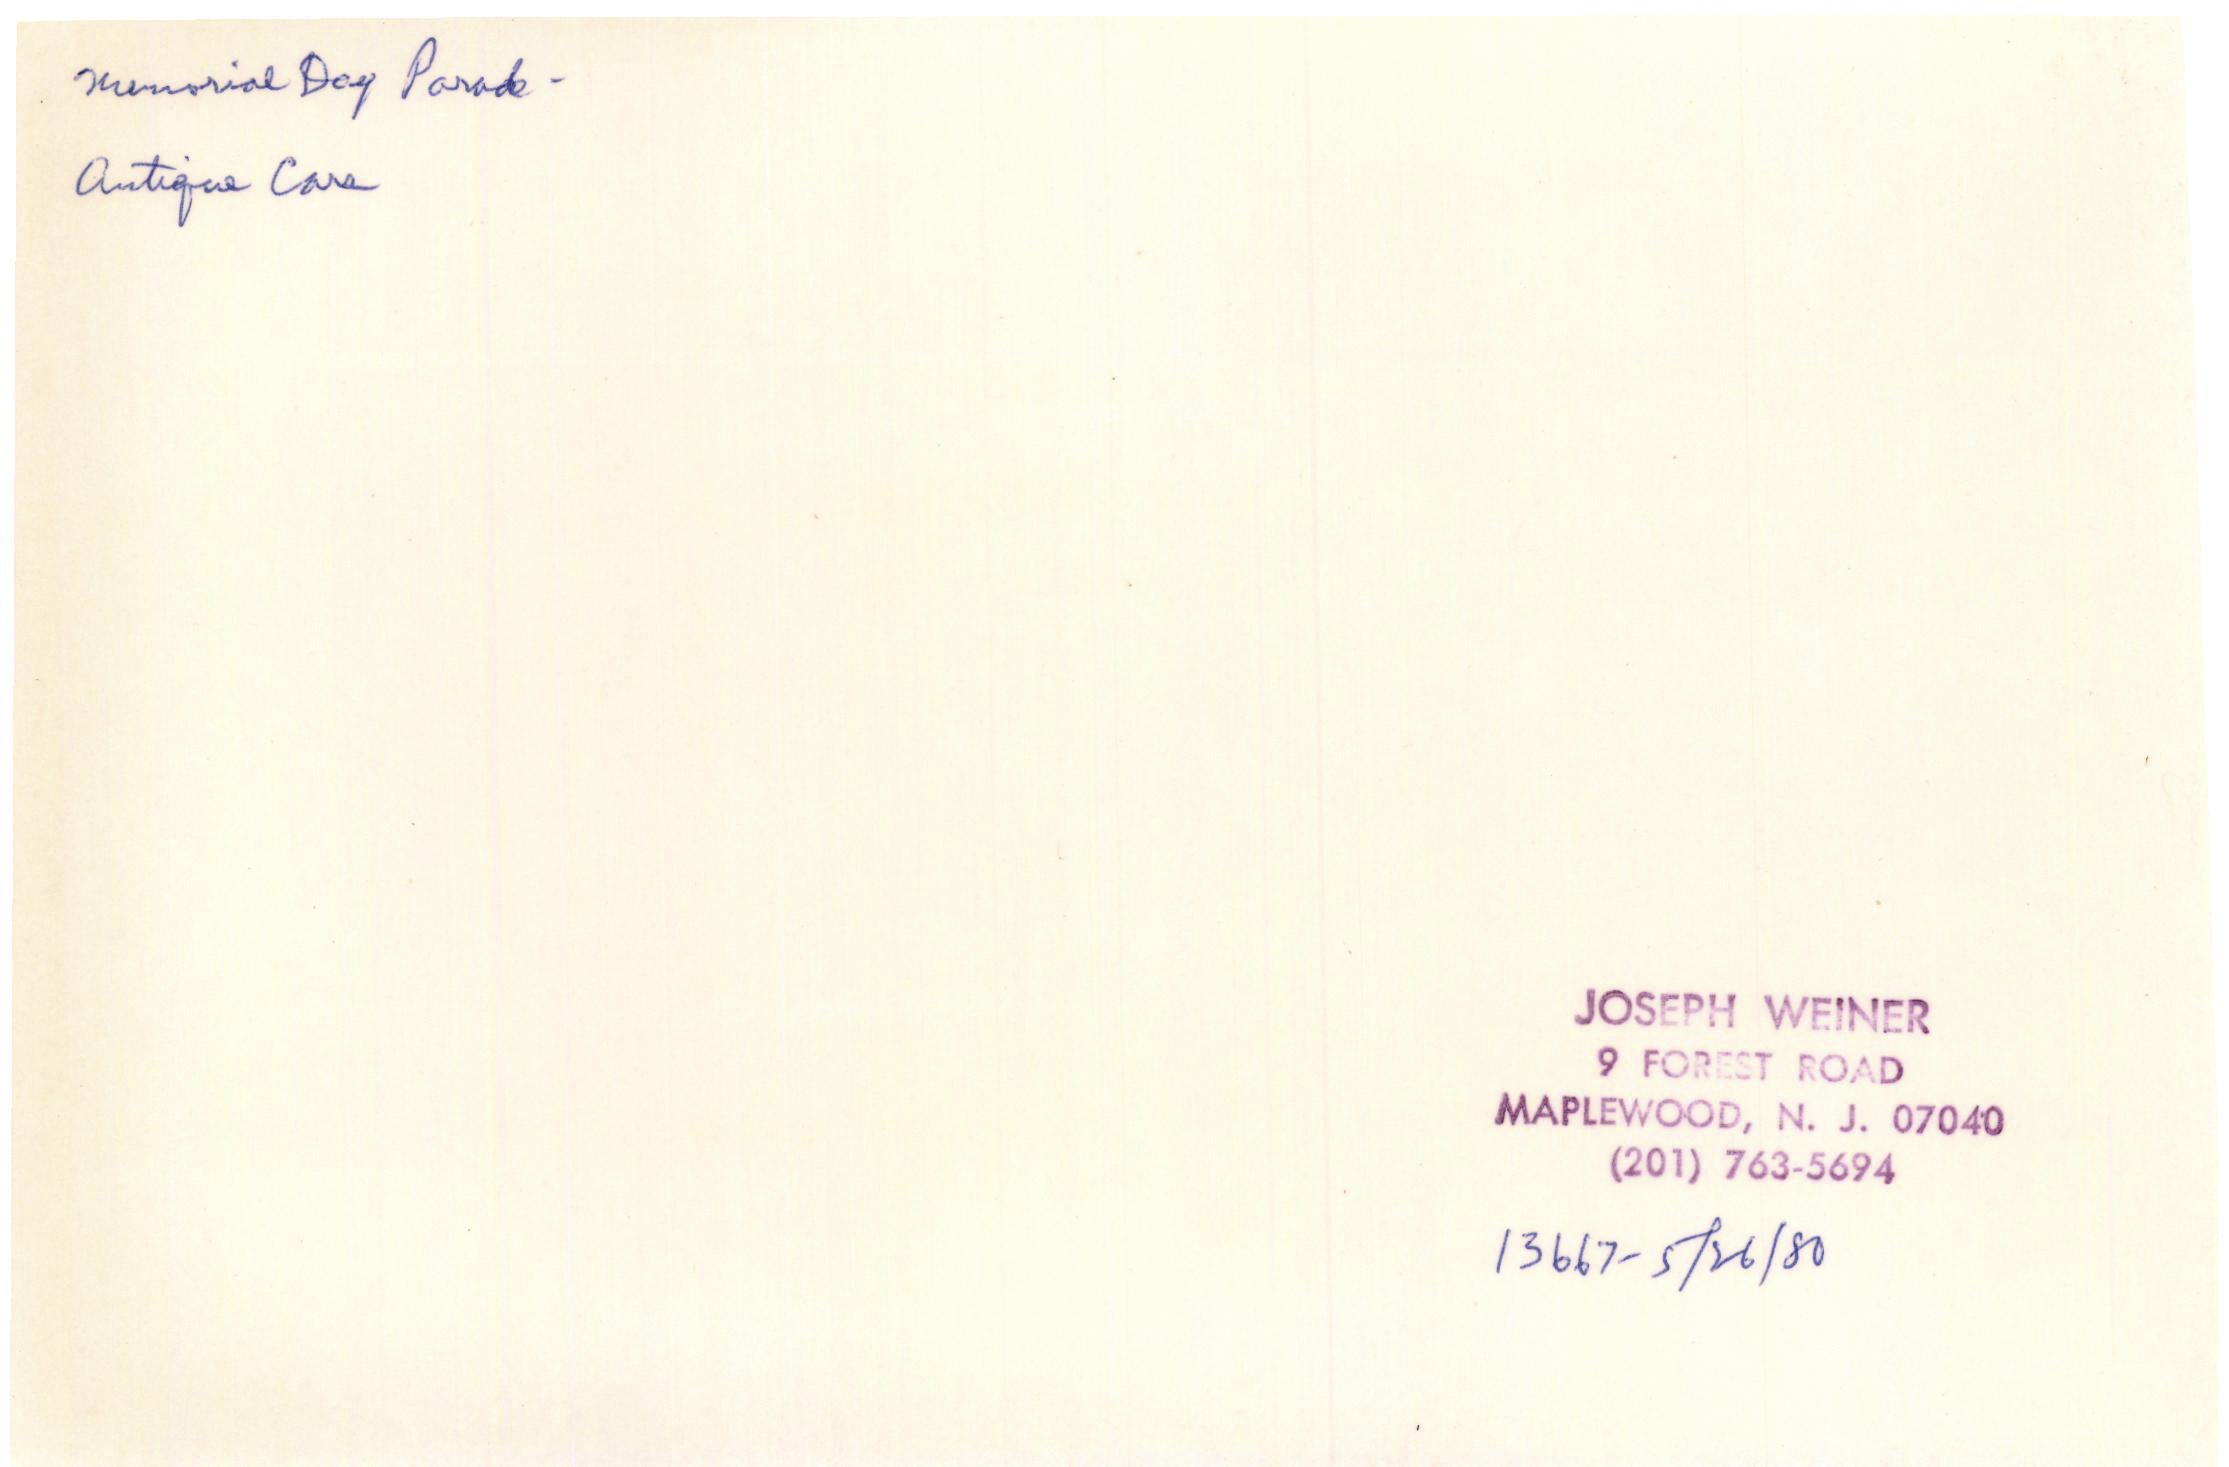 Memorial Day Parade -
Antique Cars
JOSEPH WEINER
9 FOREST ROAD
MAPLEWOOD, N. J. 07040
(201) 763-5694
13667- 5/26/80